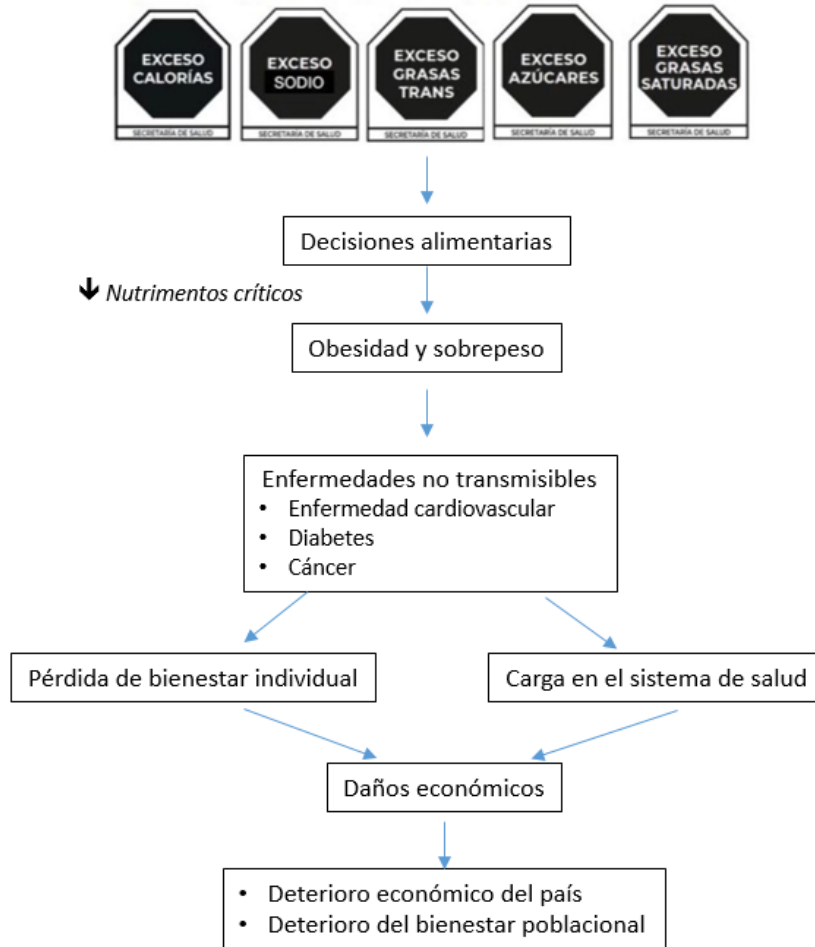 EXCESO
CALORÍAS
SECRETARÍA DE SALUD
EXCESO
SODIO
SECRETARÍA DE SALUD
EXCESO
GRASAS
TRANS
SECRETARÍA DE SALUD
EXCESO
AZÚCARES
SECRETARÍA DE SALUD
EXCESO
GRASAS
SATURADAS
SECRETARÍA DE SALUD
Decisiones alimentarias
Nutrimentos críticos
Obesidad y sobrepeso
Enfermedades no transmisibles
• Enfermedad cardiovascular
• Diabetes
• Cáncer
Pérdida de bienestar individual
Carga en el sistema de salud
Daños económicos
• Deterioro económico del país
• Deterioro del bienestar poblacional